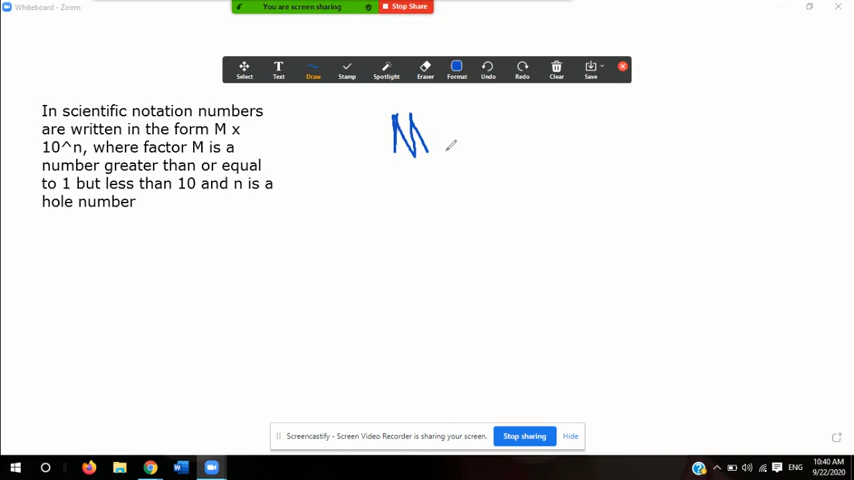 Whiteboard - Zoom
You are screen sharing
Stop Share
Select
Text
Draw
Stamp
Spotlight
Eraser
Format
Undo
Redo
Clear
Save
In scientific notation numbers
are written in the form M x
10^n, where factor M is a
number greater than or equal
to 1 but less than 10 and n is a
hole number
M
Screencastify - Screen Video Recorder is sharing your screen.
Stop sharing
Hide
ENG
10:40 AM
9/22/2020